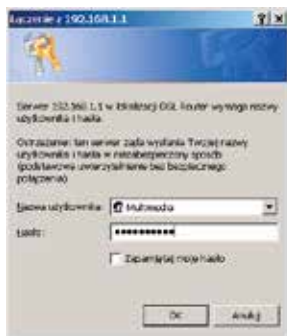 Łączenie z 192.168.1.1
Serwer 192.168.1.1 w lokalizacji DSL Router wymaga nazwy
użytkownika i hasła.
Ostrzeżenie: ten serwer żąda wysłania Twojej nazwy
użytkownika i hasła w niezabezpieczony sposób
(podstawowe uwierzytelnienie bez bezpiecznego
połączenia).
Nazwa użytkownika:
Multimedia
Hasło:
••••••••••
Zapamiętaj moje hasło
OK
Anuluj